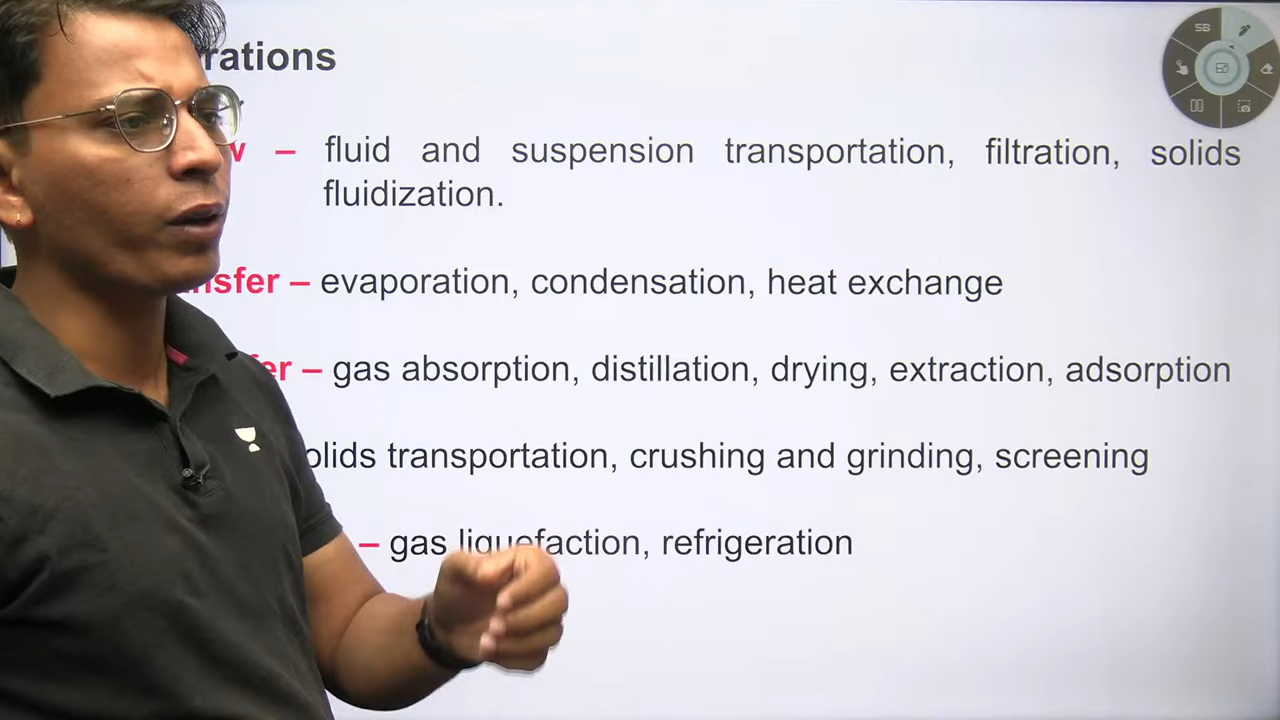 rations
w – fluid and suspension transportation, filtration, solids
fluidization.
nsfer – evaporation, condensation, heat exchange
fer – gas absorption, distillation, drying, extraction, adsorption
olids transportation, crushing and grinding, screening
– gas liquefaction, refrigeration
SB